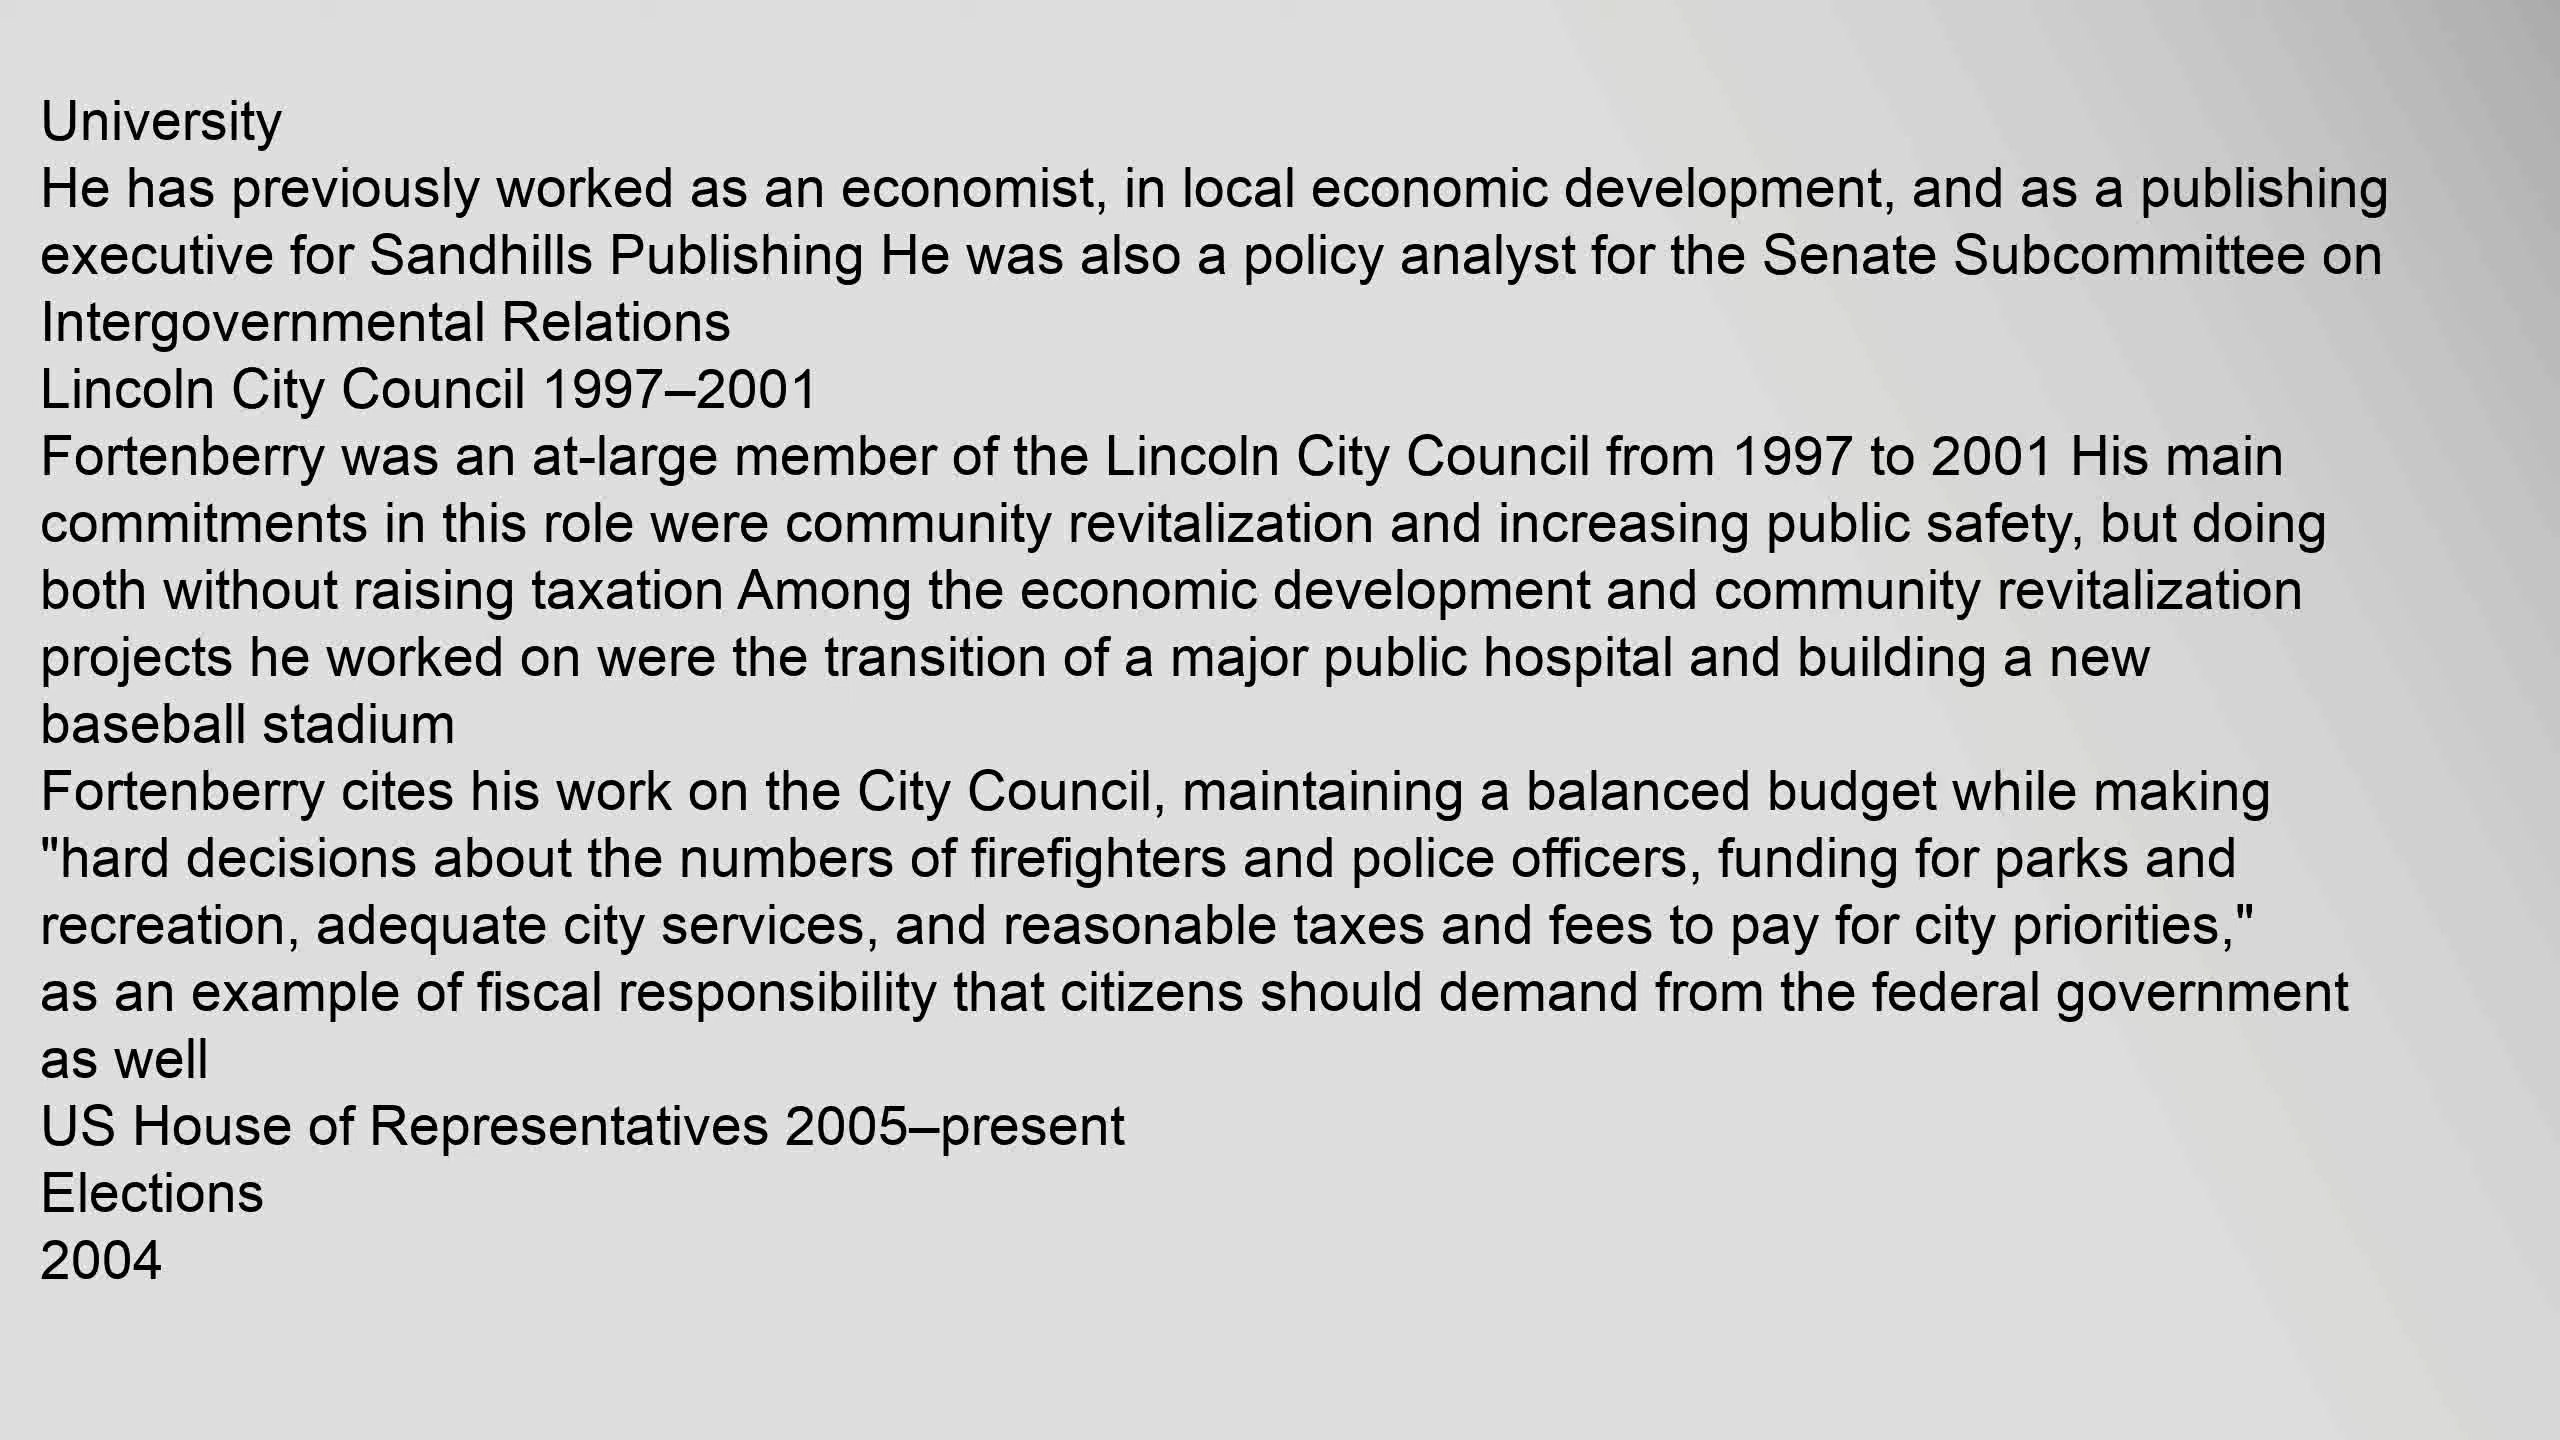 University
He has previously worked as an economist, in local economic development, and as a publishing
executive for Sandhills Publishing He was also a policy analyst for the Senate Subcommittee on
Intergovernmental Relations
Lincoln City Council 1997–2001
Fortenberry was an at-large member of the Lincoln City Council from 1997 to 2001 His main
commitments in this role were community revitalization and increasing public safety, but doing
both without raising taxation Among the economic development and community revitalization
projects he worked on were the transition of a major public hospital and building a new
baseball stadium
Fortenberry cites his work on the City Council, maintaining a balanced budget while making
"hard decisions about the numbers of firefighters and police officers, funding for parks and
recreation, adequate city services, and reasonable taxes and fees to pay for city priorities,"
as an example of fiscal responsibility that citizens should demand from the federal government
as well
US House of Representatives 2005–present
Elections
2004